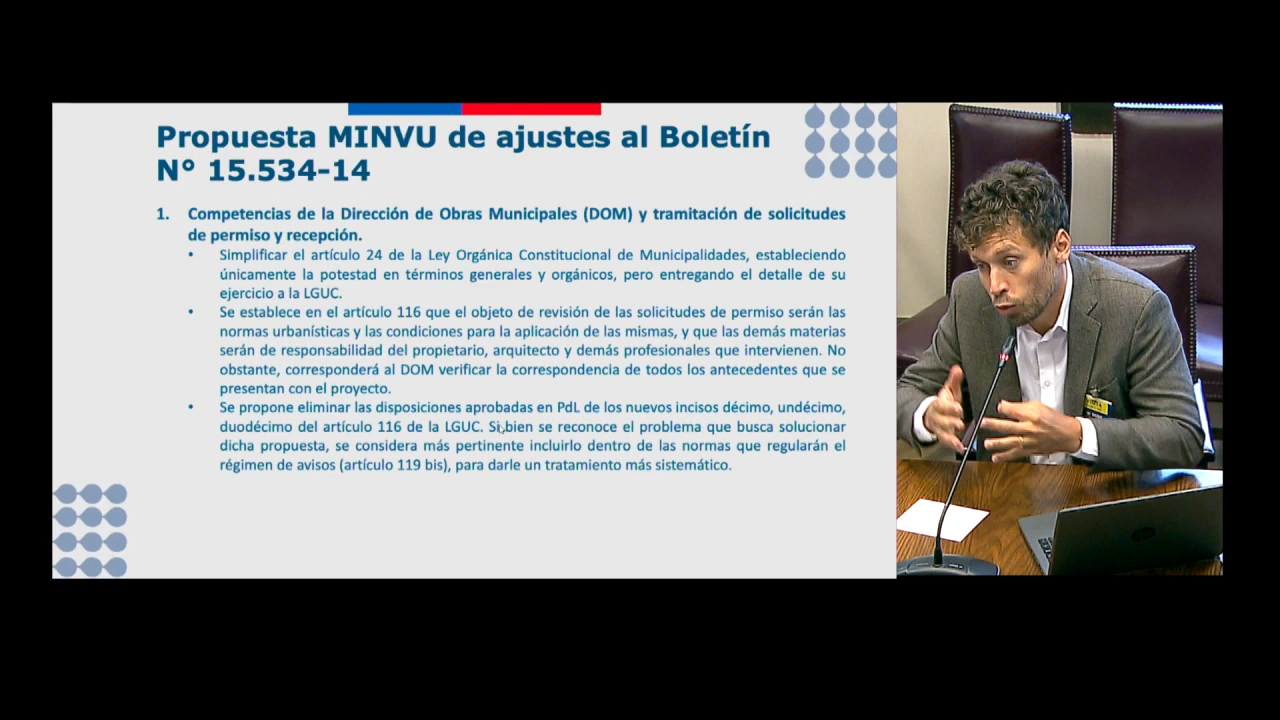 Propuesta MINVU de ajustes al Boletín
N° 15.534-14
1. Competencias de la Dirección de Obras Municipales (DOM) y tramitación de solicitudes
de permiso y recepción.
• Simplificar el artículo 24 de la Ley Orgánica Constitucional de Municipalidades, estableciendo
únicamente la potestad en términos generales y orgánicos, pero entregando el detalle de su
ejercicio a la LGUC.
• Se establece en el artículo 116 que el objeto de revisión de las solicitudes de permiso serán las
normas urbanísticas y las condiciones para la aplicación de las mismas, y que las demás materias
serán de responsabilidad del propietario, arquitecto y demás profesionales que intervienen. No
obstante, corresponderá al DOM verificar la correspondencia de todos los antecedentes que se
presentan con el proyecto.
• Se propone eliminar las disposiciones aprobadas en PdL de los nuevos incisos décimo, undécimo,
duodécimo del artículo 116 de la LGUC. Si bien se reconoce el problema que busca solucionar
dicha propuesta, se considera más pertinente incluirlo dentro de las normas que regularán el
régimen de avisos (artículo 119 bis), para darle un tratamiento más sistemático.